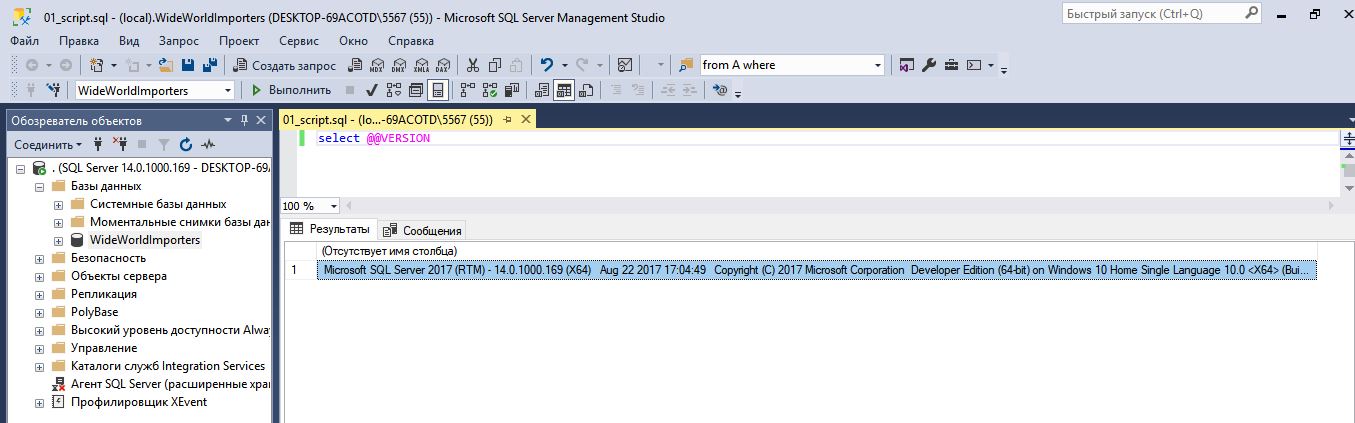 01_script.sql - (local).WideWorldImporters (DESKTOP-69ACOTD\5567 (55)) - Microsoft SQL Server Management Studio
Быстрый запуск (Ctrl+Q)
Файл Правка Вид Запрос Проект Сервис Окно Справка
Создать запрос MDX DMX XMLA DAX from A where
WideWorldImporters Выполнить
Обозреватель объектов
01_script.sql - (lo...-69ACOTD\5567 (55))
Соединить
select @@VERSION
. (SQL Server 14.0.1000.169 - DESKTOP-69A
Базы данных
Системные базы данных
Моментальные снимки базы дан
WideWorldImporters
Безопасность
Объекты сервера
Репликация
PolyBase
Высокий уровень доступности Alwa
Управление
Каталоги служб Integration Services
Агент SQL Server (расширенные хра
Профилировщик XEvent
100 %
Результаты Сообщения
(Отсутствует имя столбца)
1 Microsoft SQL Server 2017 (RTM) - 14.0.1000.169 (X64) Aug 22 2017 17:04:49 Copyright (C) 2017 Microsoft Corporation Developer Edition (64-bit) on Windows 10 Home Single Language 10.0 <X64> (Bui...